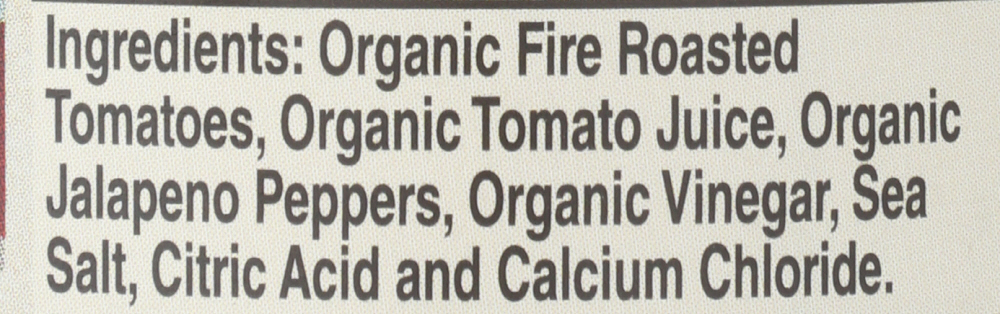 Ingredients: Organic Fire Roasted
Tomatoes, Organic Tomato Juice, Organic
Jalapeno Peppers, Organic Vinegar, Sea
Salt, Citric Acid and Calcium Chloride.